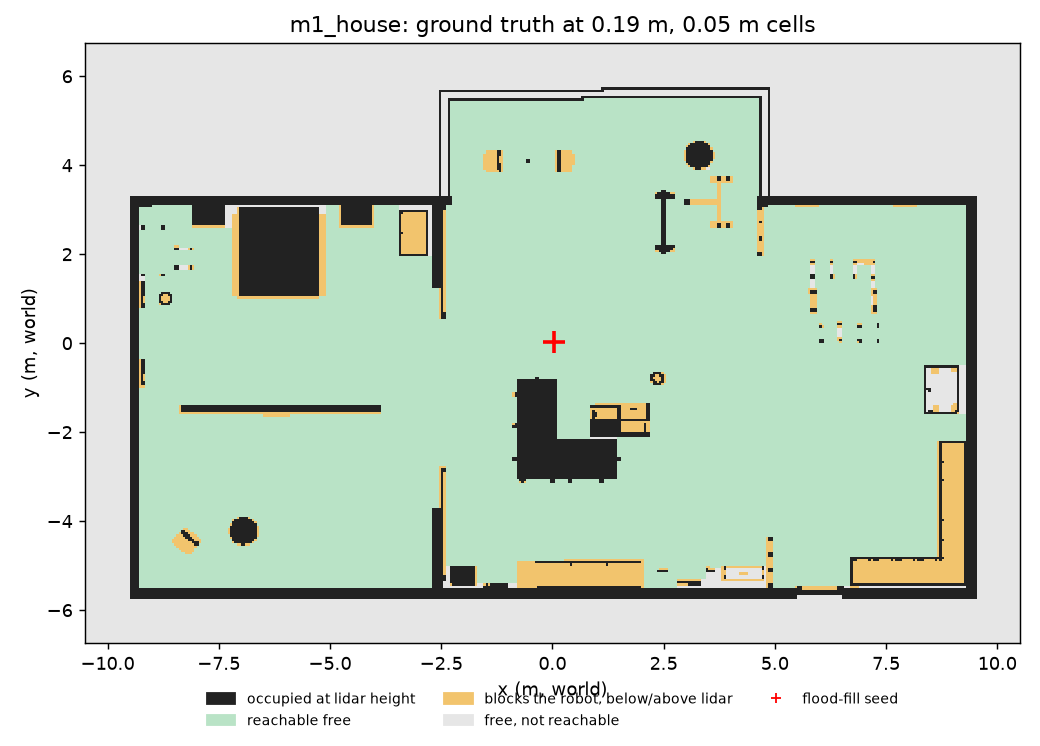 m1_house: ground truth at 0.19 m, 0.05 m cells
y (m, world)
6
4
2
0
−2
−4
−6
−10.0
−7.5
−5.0
−2.5
0.0
2.5
5.0
7.5
10.0
x (m, world)
occupied at lidar height
blocks the robot, below/above lidar
flood-fill seed
reachable free
free, not reachable